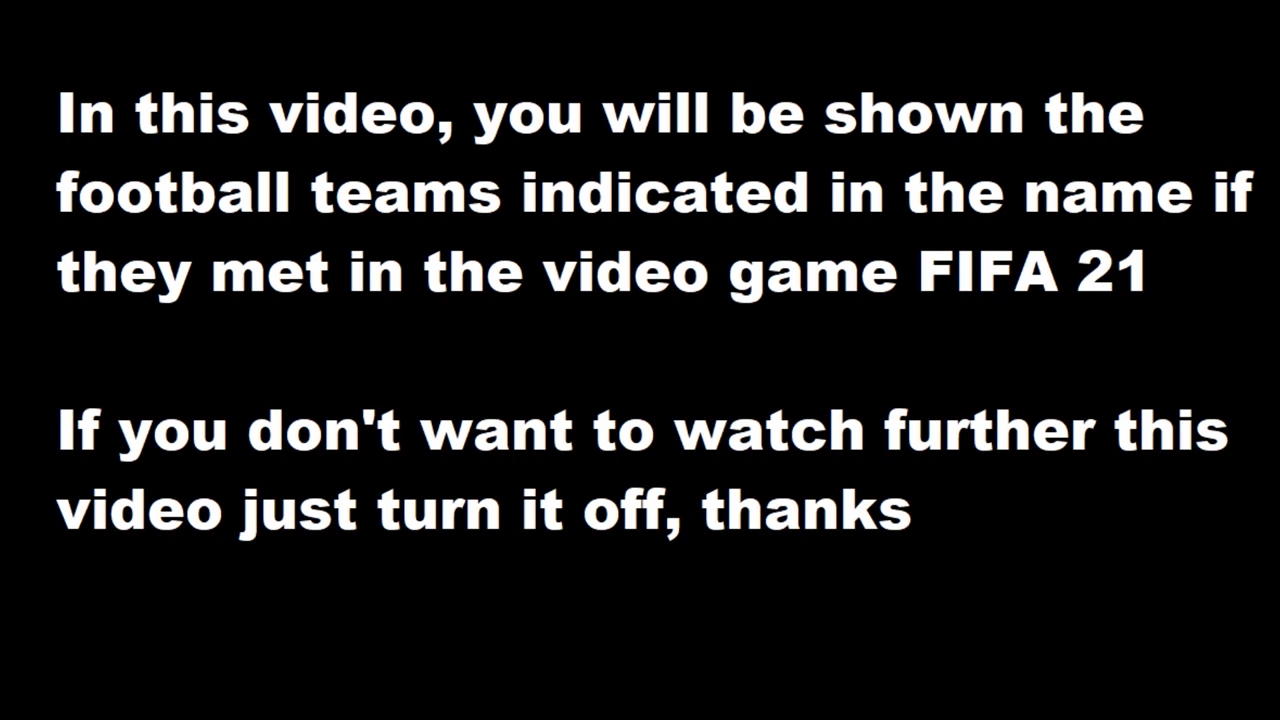 In this video, you will be shown the
football teams indicated in the name if
they met in the video game FIFA 21
If you don't want to watch further this
video just turn it off, thanks